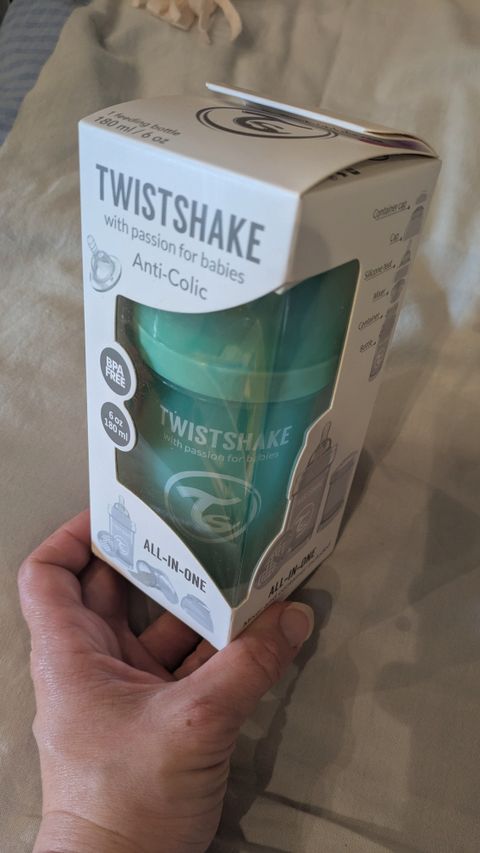 1 feeding bottle
180 ml / 6 oz
TWISTSHAKE
with passion for babies
Anti-Colic
BPA
FREE
6 oz
180 ml
TWISTSHAKE
with passion for babies
ALL-IN-ONE
Container cap
Cap
Silicone teat
Mixer
Container
Bottle
ALL-IN-ONE